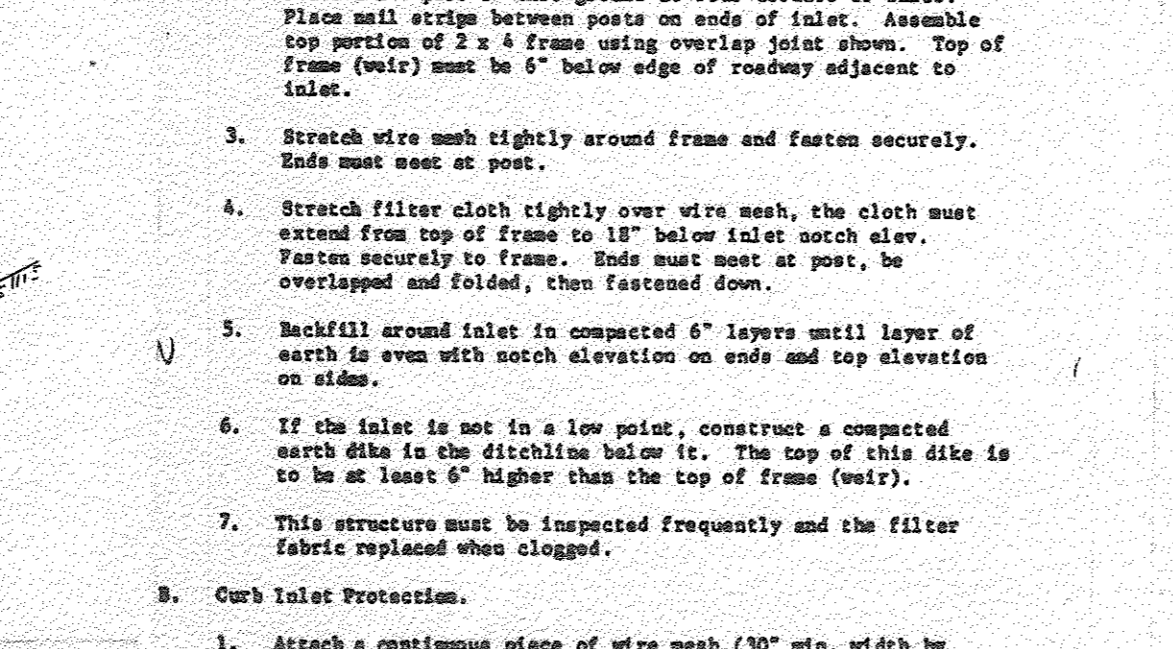 Place nail strips between posts on ends of inlet. Assemble
top portion of 2 x 4 frame using overlap joint shown. Top of
frame (weir) must be 6" below edge of roadway adjacent to
inlet.
3. Stretch wire mesh tightly around frame and fasten securely.
Ends must meet at post.
4. Stretch filter cloth tightly over wire mesh, the cloth must
extend from top of frame to 18" below inlet notch elev.
Fasten securely to frame. Ends must meet at post, be
overlapped and folded, then fastened down.
5. Backfill around inlet in compacted 6" layers until layer of
earth is even with notch elevation on ends and top elevation
on sides.
6. If the inlet is not in a low point, construct a compacted
earth dike in the ditchline below it. The top of this dike is
to be at least 6" higher than the top of frame (weir).
7. This structure must be inspected frequently and the filter
fabric replaced when clogged.
B. Curb Inlet Protection.
1. Attach a continuous piece of wire mesh (30" min. width by